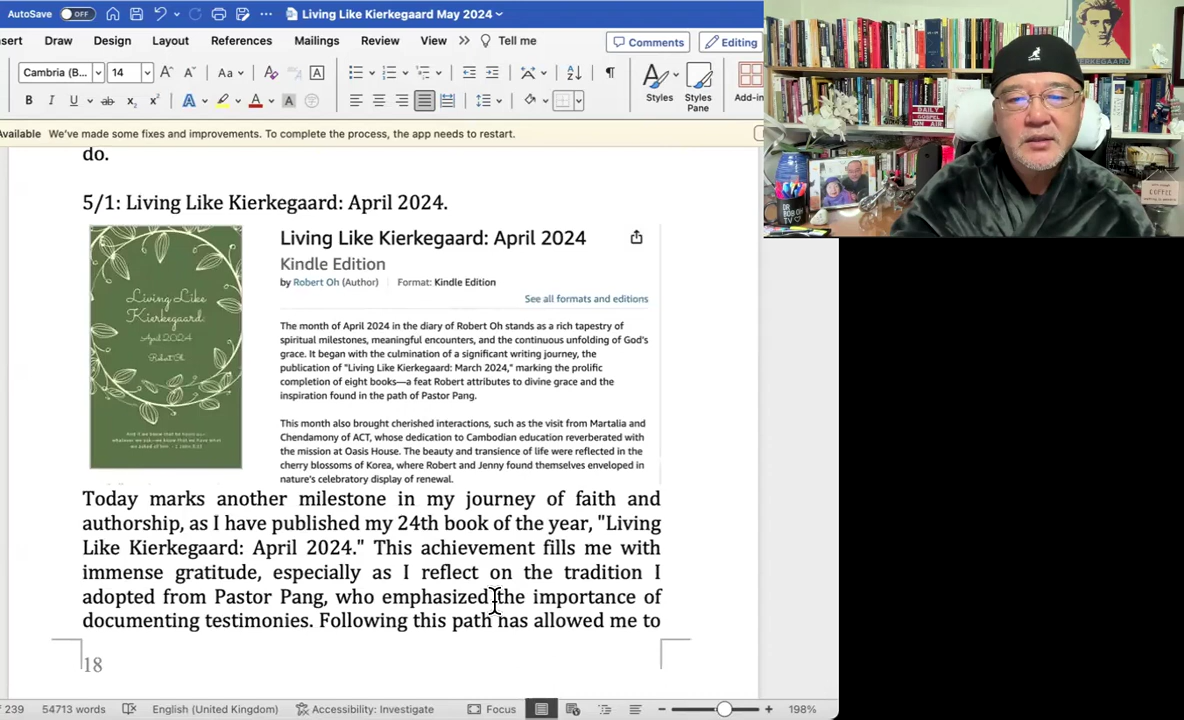 AutoSave OFF Living Like Kierkegaard May 2024
sert Draw Design Layout References Mailings Review View Tell me Comments Editing
Cambria (B... 14 Aa
Styles Styles Pane Add-in
B I U ab x₂ x² A A A
Available We've made some fixes and improvements. To complete the process, the app needs to restart.
do.
5/1: Living Like Kierkegaard: April 2024.
Living Like
Kierkegaard:
April 2024
Robert Oh
Living Like Kierkegaard: April 2024
Kindle Edition
by Robert Oh (Author) Format: Kindle Edition
See all formats and editions
The month of April 2024 in the diary of Robert Oh stands as a rich tapestry of
spiritual milestones, meaningful encounters, and the continuous unfolding of God's
grace. It began with the culmination of a significant writing journey, the
publication of "Living Like Kierkegaard: March 2024," marking the prolific
completion of eight books—a feat Robert attributes to divine grace and the
inspiration found in the path of Pastor Pang.
This month also brought cherished interactions, such as the visit from Martalia and
Chendamony of ACT, whose dedication to Cambodian education reverberated with
the mission at Oasis House. The beauty and transience of life were reflected in the
cherry blossoms of Korea, where Robert and Jenny found themselves enveloped in
nature's celebratory display of renewal.
Today marks another milestone in my journey of faith and
authorship, as I have published my 24th book of the year, "Living
Like Kierkegaard: April 2024." This achievement fills me with
immense gratitude, especially as I reflect on the tradition I
adopted from Pastor Pang, who emphasized the importance of
documenting testimonies. Following this path has allowed me to
18
of 239 54713 words English (United Kingdom) Accessibility: Investigate Focus 198%
KIERKEGAARD
DAILY
GOSPEL
ON AIR
DR
BOB OH
TV
COFFEE